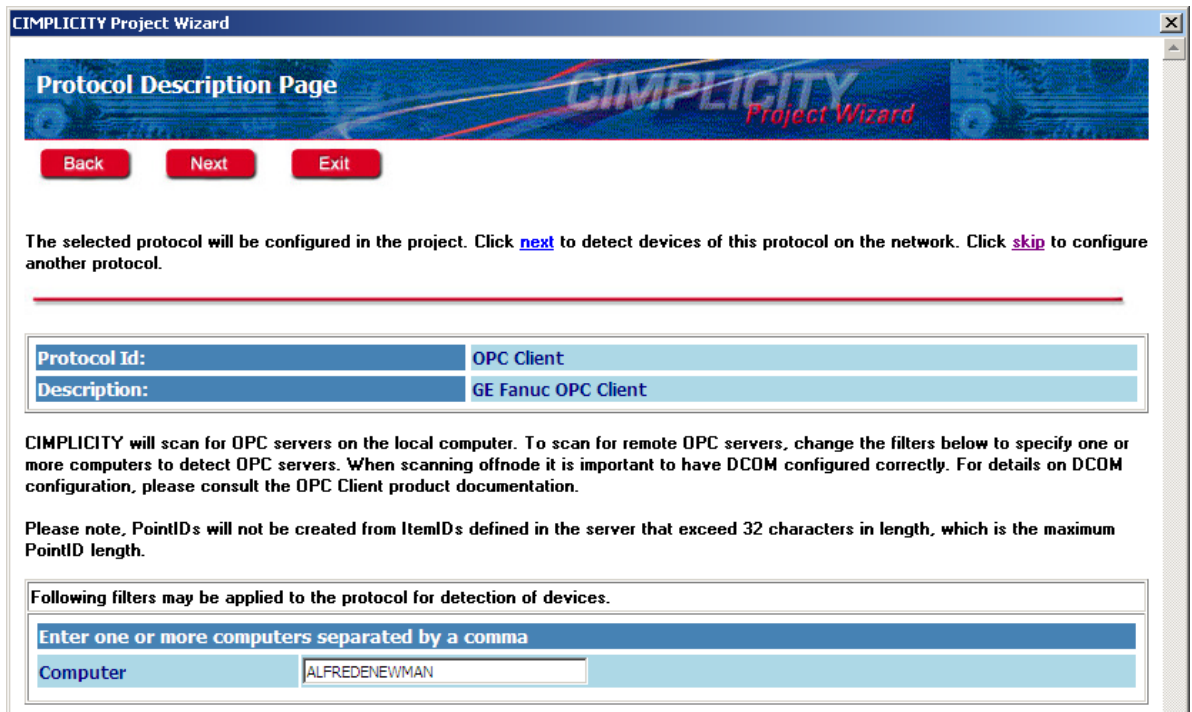 CIMPLICITY Project Wizard
Protocol Description Page
CIMPLICITY
Project Wizard
Back Next Exit
The selected protocol will be configured in the project. Click next to detect devices of this protocol on the network. Click skip to configure
another protocol.
Protocol Id: OPC Client
Description: GE Fanuc OPC Client
CIMPLICITY will scan for OPC servers on the local computer. To scan for remote OPC servers, change the filters below to specify one or
more computers to detect OPC servers. When scanning offnode it is important to have DCOM configured correctly. For details on DCOM
configuration, please consult the OPC Client product documentation.
Please note, PointIDs will not be created from ItemIDs defined in the server that exceed 32 characters in length, which is the maximum
PointID length.
Following filters may be applied to the protocol for detection of devices.
Enter one or more computers separated by a comma
Computer ALFREDENEWMAN